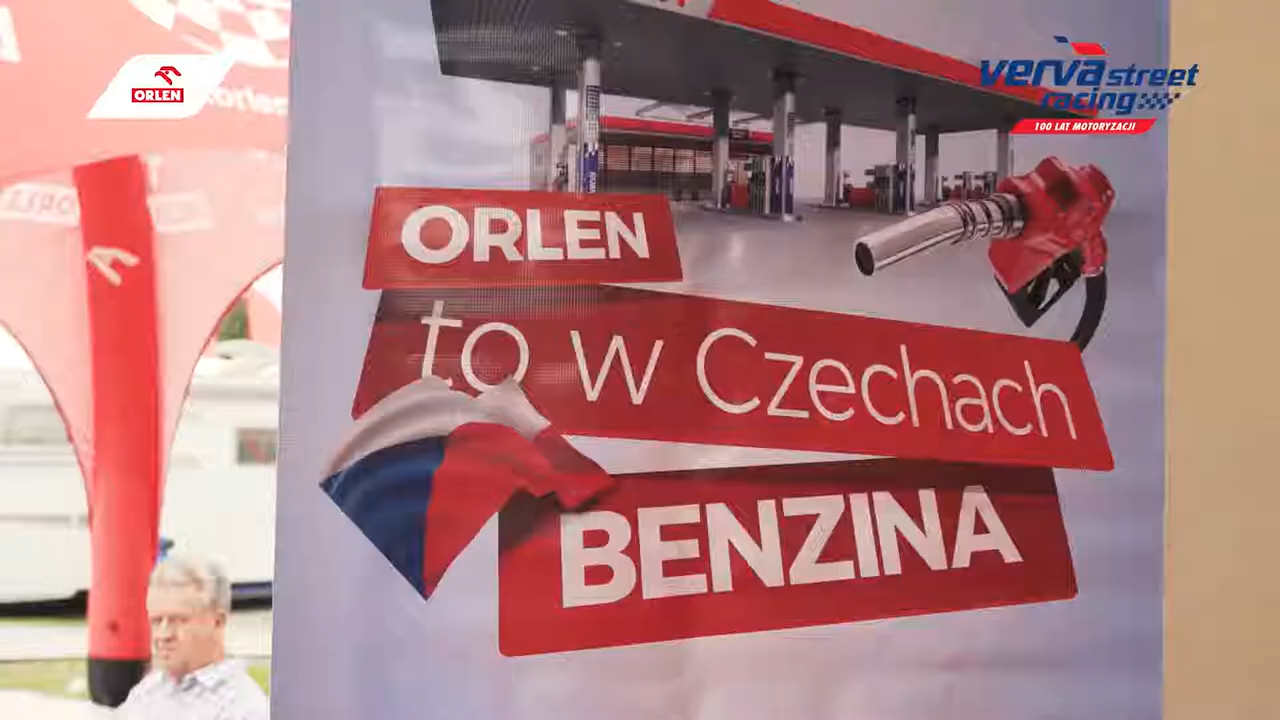 ORLEN
verva street
racing
100 LAT MOTORYZACJI
ORLEN
to w Czechach
BENZINA